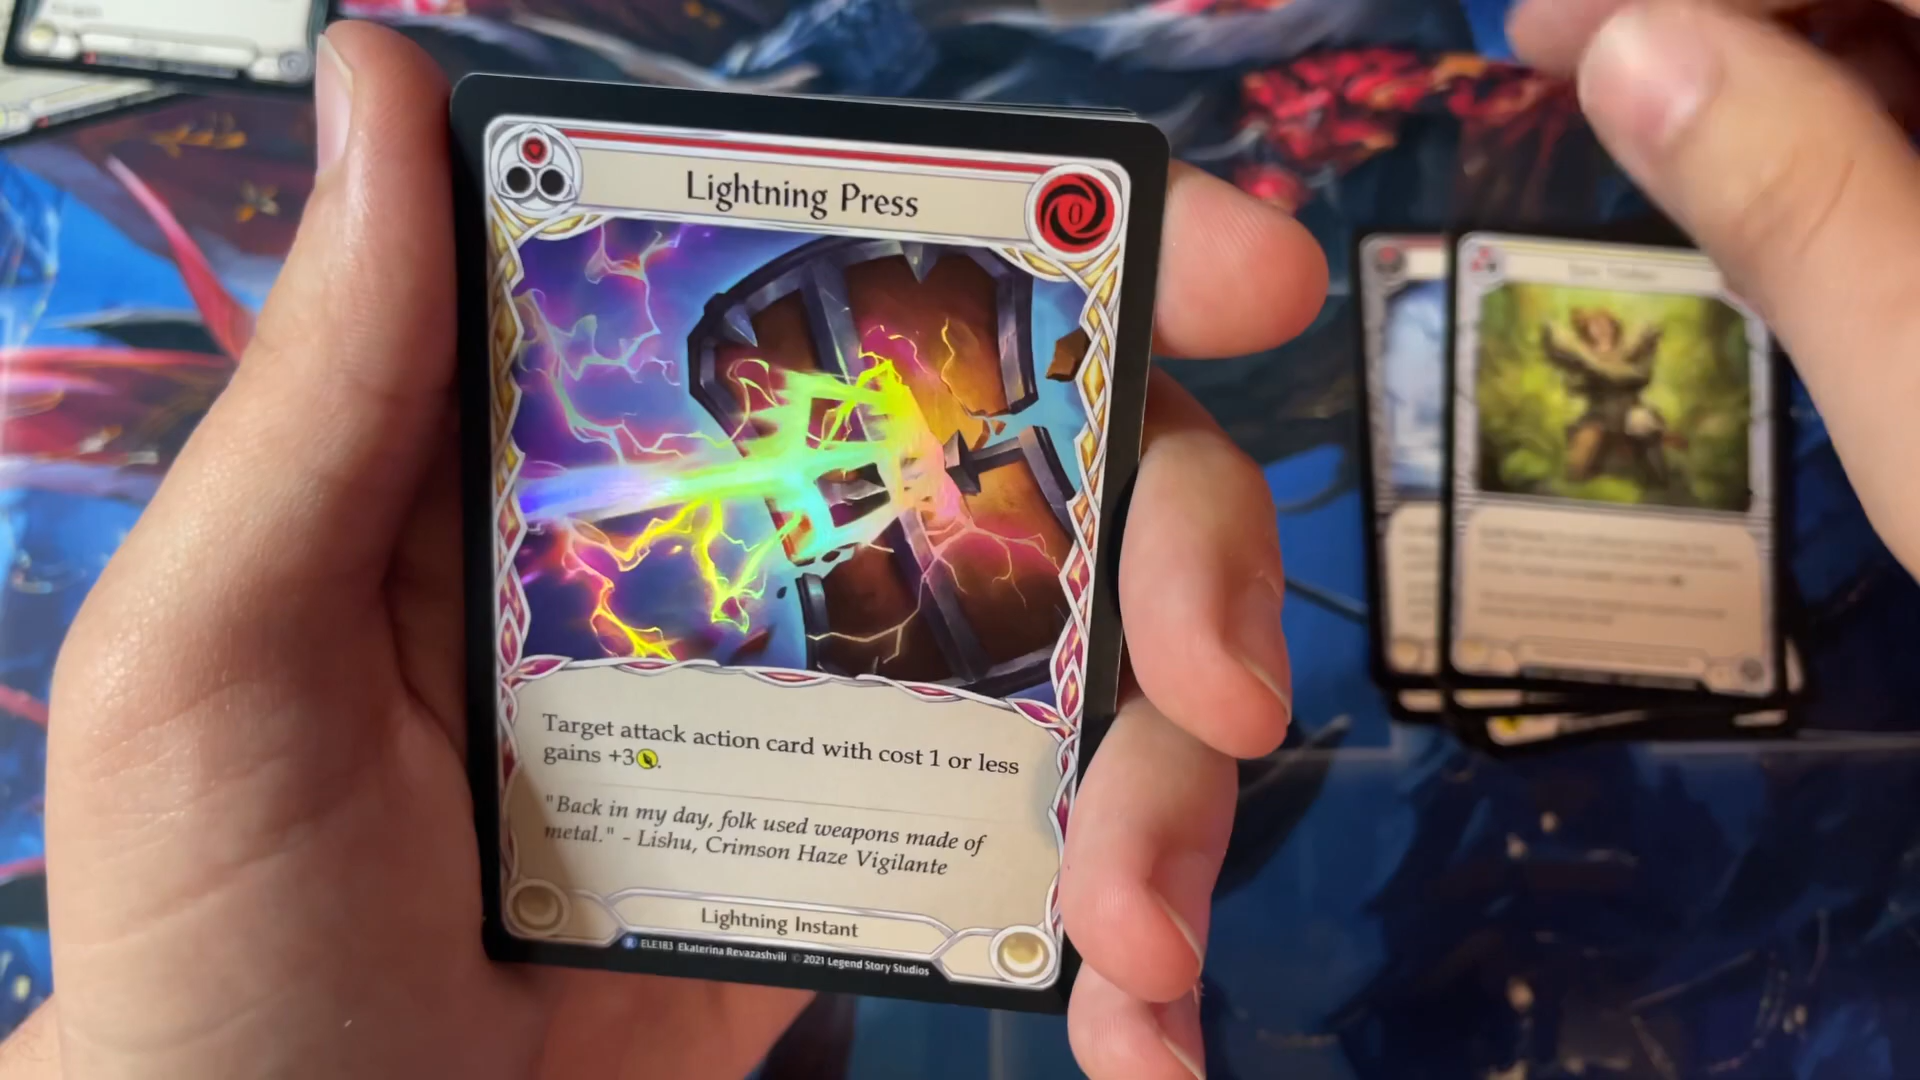 Lightning Press
0
Target attack action card with cost 1 or less
gains +3.
"Back in my day, folk used weapons made of
metal." - Lishu, Crimson Haze Vigilante
Lightning Instant
R ELE183 Ekaterina Revazashvili © 2021 Legend Story Studios